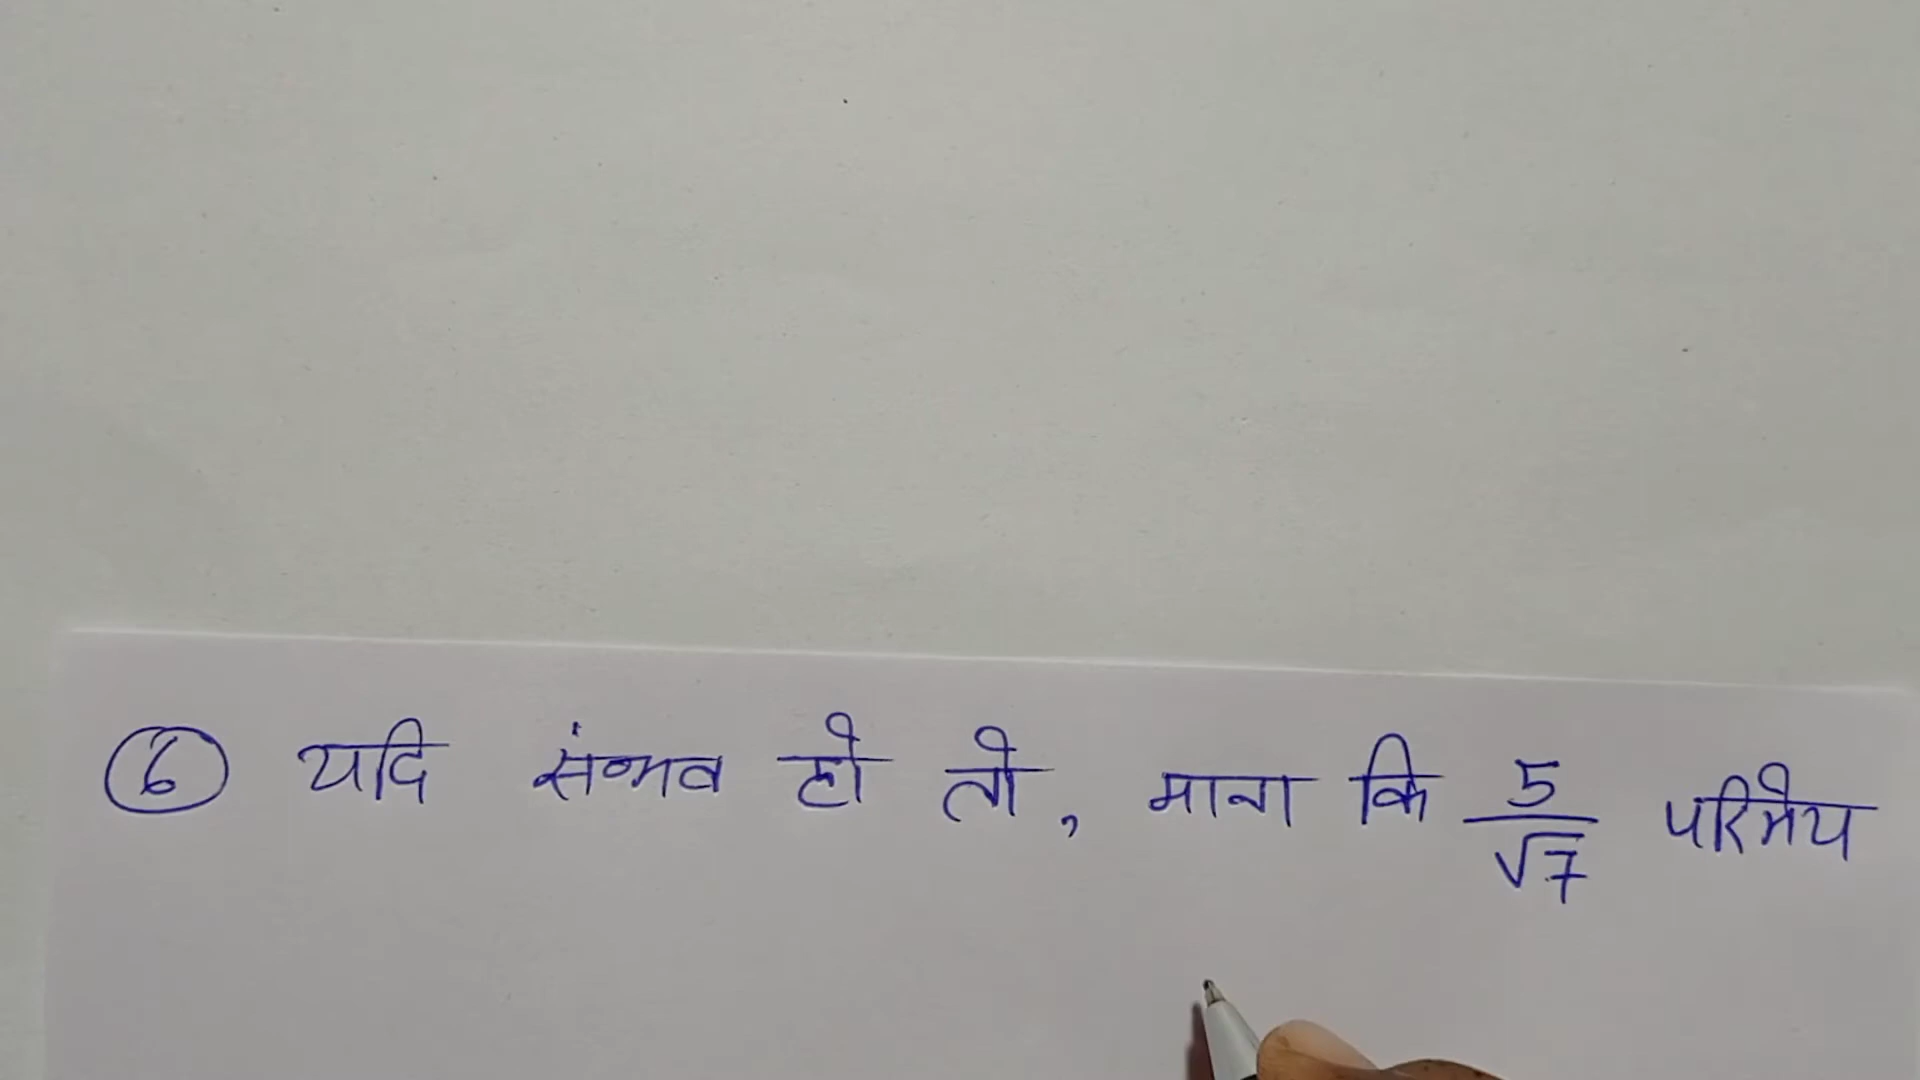 ⑥ यदि संभव हो तो, माना कि 5/√7 परिमेय